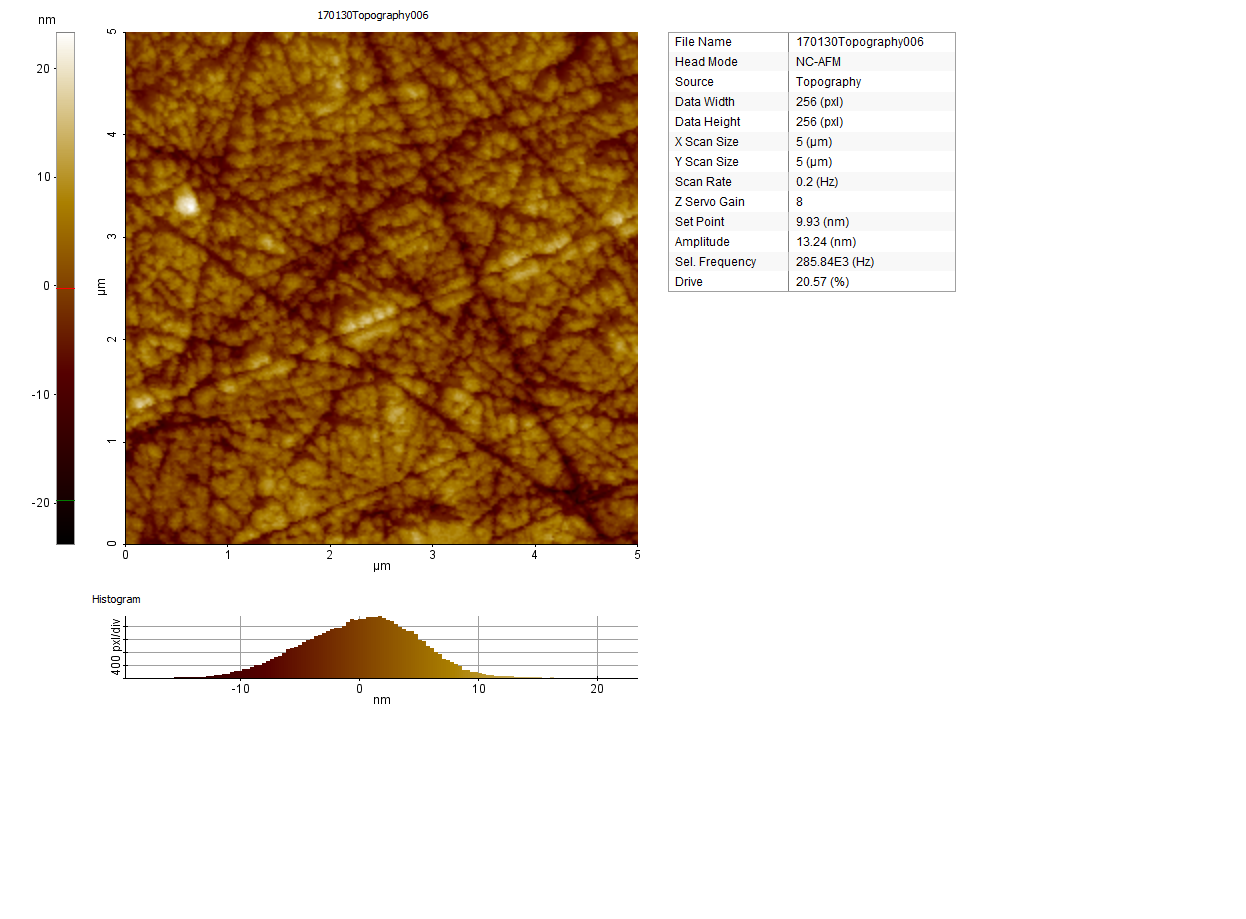 170130Topography006
nm
20
10
0
-10
-20
µm
5
4
3
2
1
0
0 1 2 3 4 5
µm
File Name 170130Topography006
Head Mode NC-AFM
Source Topography
Data Width 256 (pxl)
Data Height 256 (pxl)
X Scan Size 5 (µm)
Y Scan Size 5 (µm)
Scan Rate 0.2 (Hz)
Z Servo Gain 8
Set Point 9.93 (nm)
Amplitude 13.24 (nm)
Sel. Frequency 285.84E3 (Hz)
Drive 20.57 (%)
Histogram
400 pxl/div
-10 0 10 20
nm